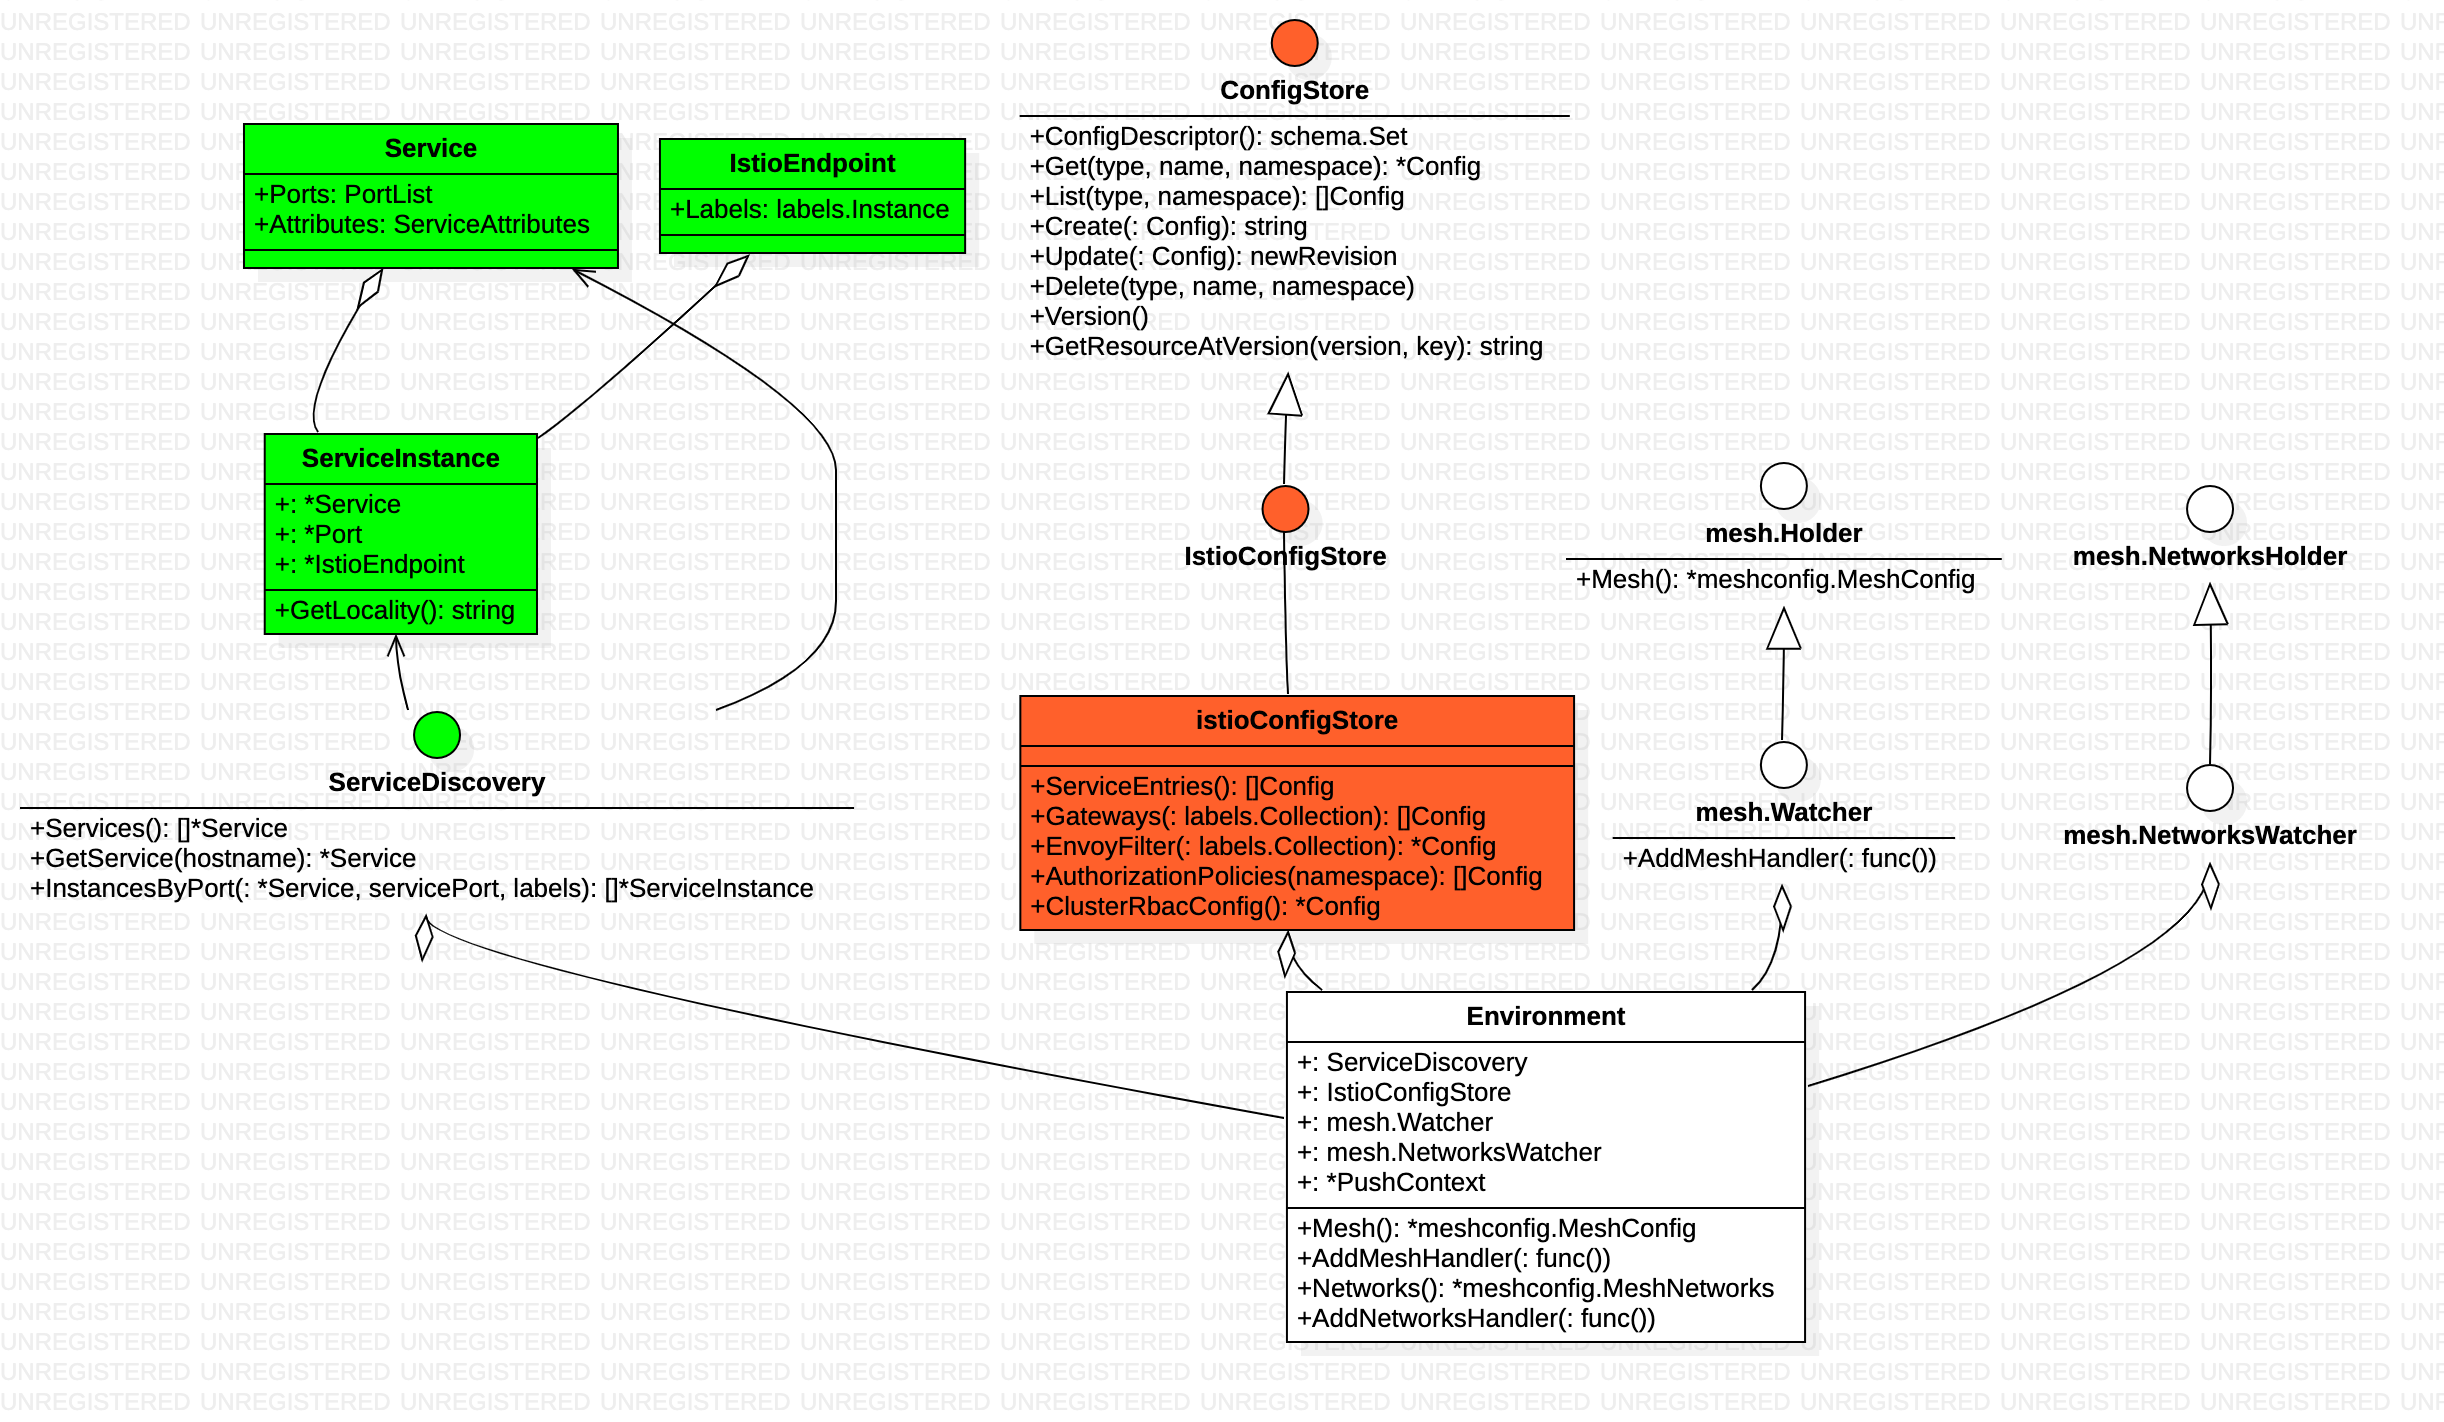 ConfigStore
+ConfigDescriptor(): schema.Set
+Get(type, name, namespace): *Config
+List(type, namespace): []Config
+Create(: Config): string
+Update(: Config): newRevision
+Delete(type, name, namespace)
+Version()
+GetResourceAtVersion(version, key): string
Service
+Ports: PortList
+Attributes: ServiceAttributes
IstioEndpoint
+Labels: labels.Instance
ServiceInstance
+: *Service
+: *Port
+: *IstioEndpoint
+GetLocality(): string
IstioConfigStore
mesh.Holder
+Mesh(): *meshconfig.MeshConfig
mesh.NetworksHolder
ServiceDiscovery
+Services(): []*Service
+GetService(hostname): *Service
+InstancesByPort(: *Service, servicePort, labels): []*ServiceInstance
istioConfigStore
+ServiceEntries(): []Config
+Gateways(: labels.Collection): []Config
+EnvoyFilter(: labels.Collection): *Config
+AuthorizationPolicies(namespace): []Config
+ClusterRbacConfig(): *Config
mesh.Watcher
+AddMeshHandler(: func())
mesh.NetworksWatcher
Environment
+: ServiceDiscovery
+: IstioConfigStore
+: mesh.Watcher
+: mesh.NetworksWatcher
+: *PushContext
+Mesh(): *meshconfig.MeshConfig
+AddMeshHandler(: func())
+Networks(): *meshconfig.MeshNetworks
+AddNetworksHandler(: func())
UNREGISTERED